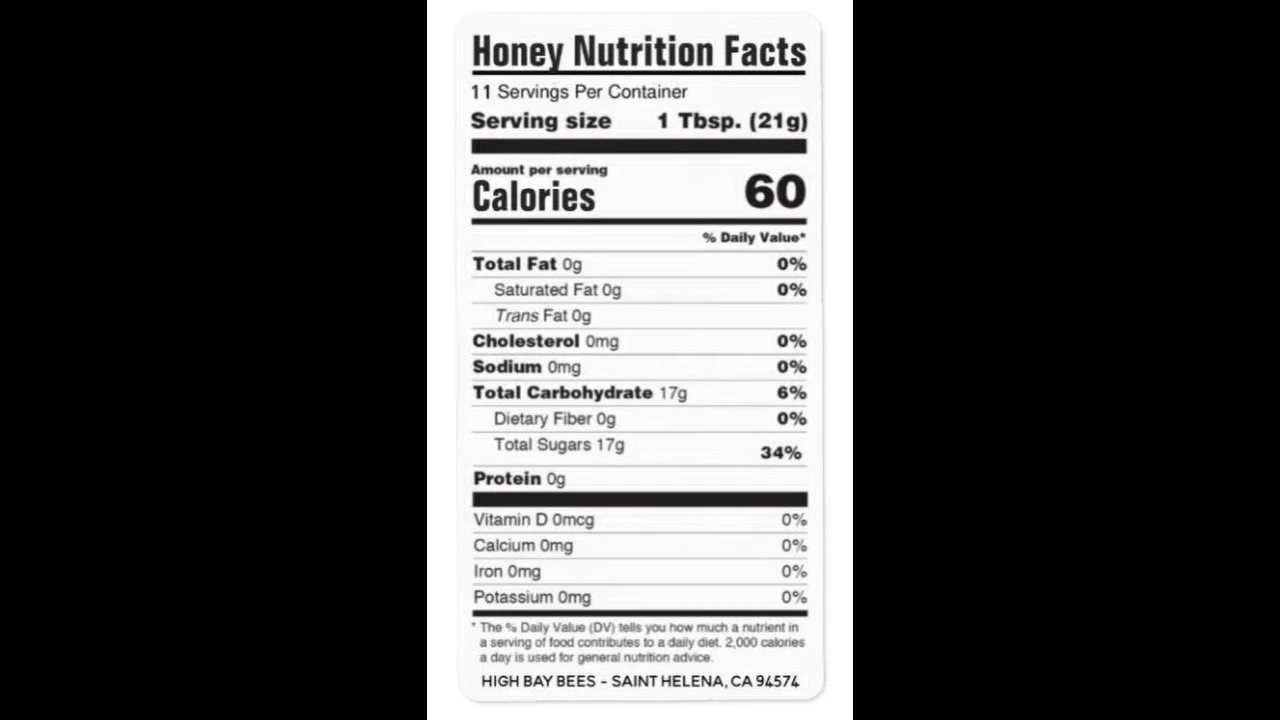 Honey Nutrition Facts
11 Servings Per Container
Serving size 1 Tbsp. (21g)
Amount per serving
Calories 60
% Daily Value*
Total Fat 0g 0%
Saturated Fat 0g 0%
Trans Fat 0g
Cholesterol 0mg 0%
Sodium 0mg 0%
Total Carbohydrate 17g 6%
Dietary Fiber 0g 0%
Total Sugars 17g 34%
Protein 0g
Vitamin D 0mcg 0%
Calcium 0mg 0%
Iron 0mg 0%
Potassium 0mg 0%
* The % Daily Value (DV) tells you how much a nutrient in
a serving of food contributes to a daily diet. 2,000 calories
a day is used for general nutrition advice.
HIGH BAY BEES - SAINT HELENA, CA 94574